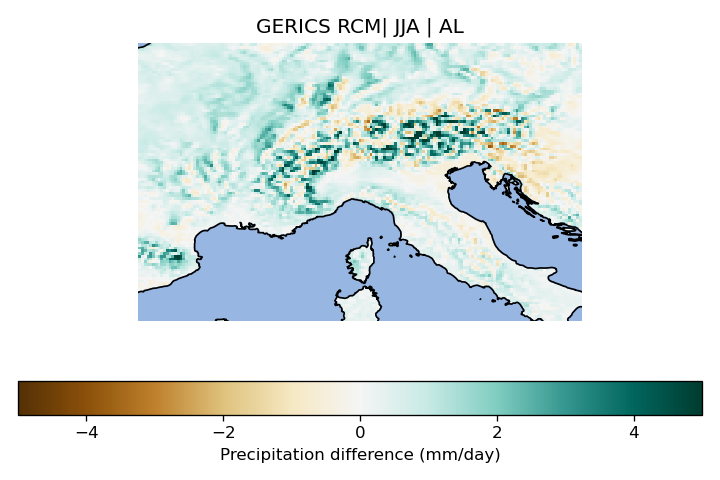 GERICS RCM| JJA | AL
−4 −2 0 2 4
Precipitation difference (mm/day)